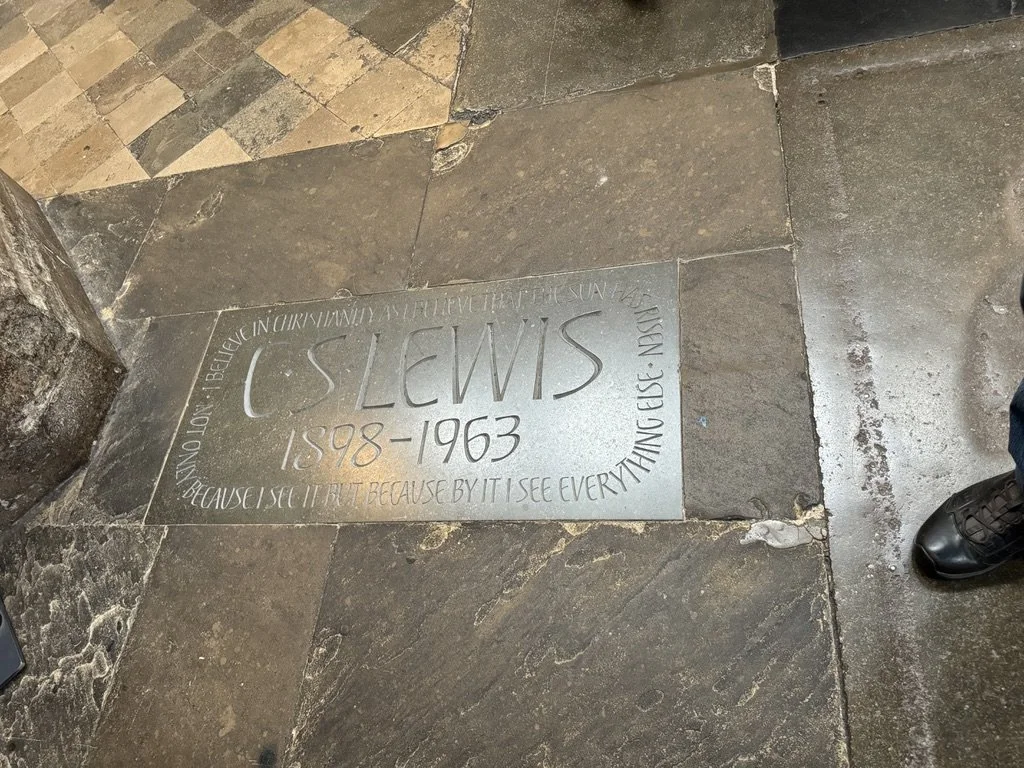 I BELIEVE IN CHRISTIANITY AS I BELIEVE THAT THE SUN HAS RISEN
NOT ONLY BECAUSE I SEE IT BUT BECAUSE BY IT I SEE EVERYTHING ELSE
C S LEWIS
1898–1963